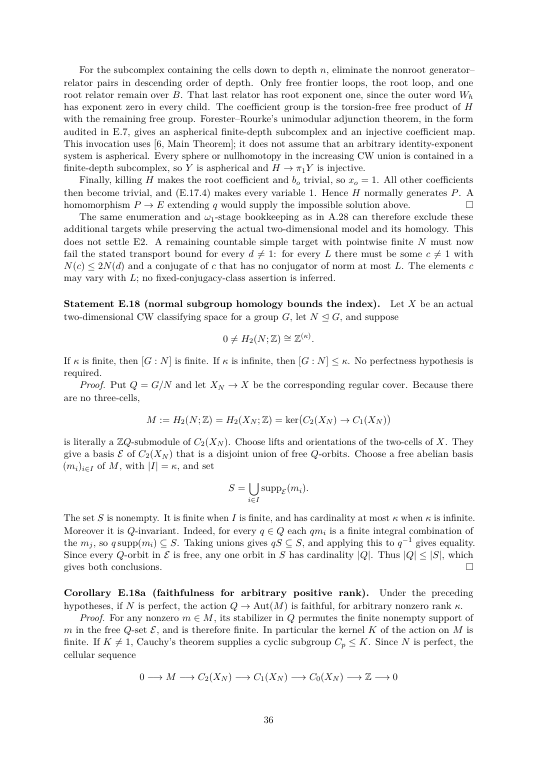 For the subcomplex containing the cells down to depth n, eliminate the nonroot generator–
relator pairs in descending order of depth. Only free frontier loops, the root loop, and one
root relator remain over B. That last relator has root exponent one, since the outer word W_h
has exponent zero in every child. The coefficient group is the torsion-free free product of H
with the remaining free group. Forester–Rourke's unimodular adjunction theorem, in the form
audited in E.7, gives an aspherical finite-depth subcomplex and an injective coefficient map.
This invocation uses [6, Main Theorem]; it does not assume that an arbitrary identity-exponent
system is aspherical. Every sphere or nullhomotopy in the increasing CW union is contained in a
finite-depth subcomplex, so Y is aspherical and H → π₁Y is injective.
Finally, killing H makes the root coefficient and b_o trivial, so x_o = 1. All other coefficients
then become trivial, and (E.17.4) makes every variable 1. Hence H normally generates P. A
homomorphism P → E extending q would supply the impossible solution above. □
The same enumeration and ω₁-stage bookkeeping as in A.28 can therefore exclude these
additional targets while preserving the actual two-dimensional model and its homology. This
does not settle E2. A remaining countable simple target with pointwise finite N must now
fail the stated transport bound for every d ≠ 1: for every L there must be some c ≠ 1 with
N(c) ≤ 2N(d) and a conjugate of c that has no conjugator of norm at most L. The elements c
may vary with L; no fixed-conjugacy-class assertion is inferred.
Statement E.18 (normal subgroup homology bounds the index). Let X be an actual
two-dimensional CW classifying space for a group G, let N ⊴ G, and suppose
0 ≠ H₂(N; ℤ) ≅ ℤ^(κ).
If κ is finite, then [G : N] is finite. If κ is infinite, then [G : N] ≤ κ. No perfectness hypothesis is
required.
Proof. Put Q = G/N and let X_N → X be the corresponding regular cover. Because there
are no three-cells,
M := H₂(N; ℤ) = H₂(X_N; ℤ) = ker(C₂(X_N) → C₁(X_N))
is literally a ℤQ-submodule of C₂(X_N). Choose lifts and orientations of the two-cells of X. They
give a basis ℰ of C₂(X_N) that is a disjoint union of free Q-orbits. Choose a free abelian basis
(m_i)_{i∈I} of M, with |I| = κ, and set
S = ⋃_{i∈I} supp_ℰ(m_i).
The set S is nonempty. It is finite when I is finite, and has cardinality at most κ when κ is infinite.
Moreover it is Q-invariant. Indeed, for every q ∈ Q each qm_i is a finite integral combination of
the m_j, so q supp(m_i) ⊆ S. Taking unions gives qS ⊆ S, and applying this to q⁻¹ gives equality.
Since every Q-orbit in ℰ is free, any one orbit in S has cardinality |Q|. Thus |Q| ≤ |S|, which
gives both conclusions. □
Corollary E.18a (faithfulness for arbitrary positive rank). Under the preceding
hypotheses, if N is perfect, the action Q → Aut(M) is faithful, for arbitrary nonzero rank κ.
Proof. For any nonzero m ∈ M, its stabilizer in Q permutes the finite nonempty support of
m in the free Q-set ℰ, and is therefore finite. In particular the kernel K of the action on M is
finite. If K ≠ 1, Cauchy's theorem supplies a cyclic subgroup C_p ≤ K. Since N is perfect, the
cellular sequence
0 ⟶ M ⟶ C₂(X_N) ⟶ C₁(X_N) ⟶ C₀(X_N) ⟶ ℤ ⟶ 0
36